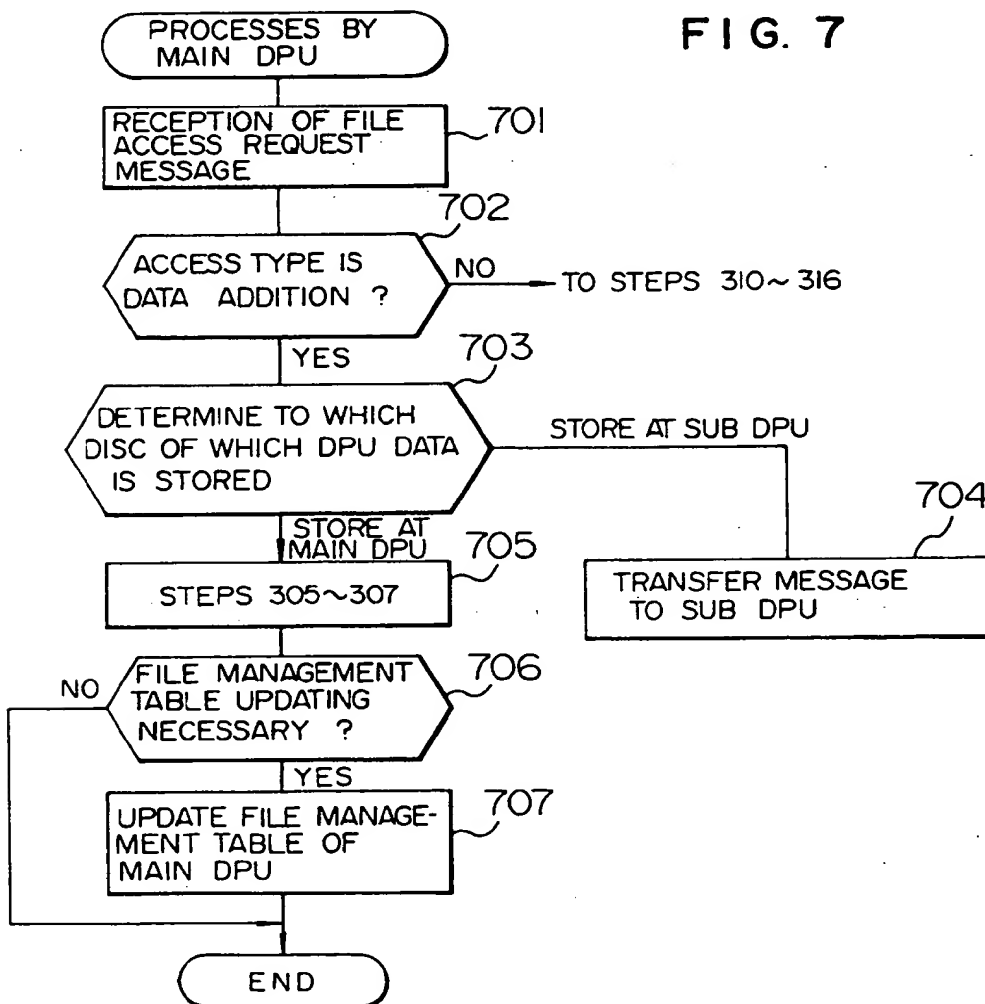 FIG. 7
PROCESSES BY
MAIN DPU
RECEPTION OF FILE
ACCESS REQUEST
MESSAGE
701
702
ACCESS TYPE IS
DATA ADDITION ?
NO
TO STEPS 310~316
YES
703
DETERMINE TO WHICH
DISC OF WHICH DPU DATA
IS STORED
STORE AT SUB DPU
704
TRANSFER MESSAGE
TO SUB DPU
STORE AT
MAIN DPU
705
STEPS 305~307
706
FILE MANAGEMENT
TABLE UPDATING
NECESSARY ?
NO
YES
707
UPDATE FILE MANAGE-
MENT TABLE OF
MAIN DPU
END